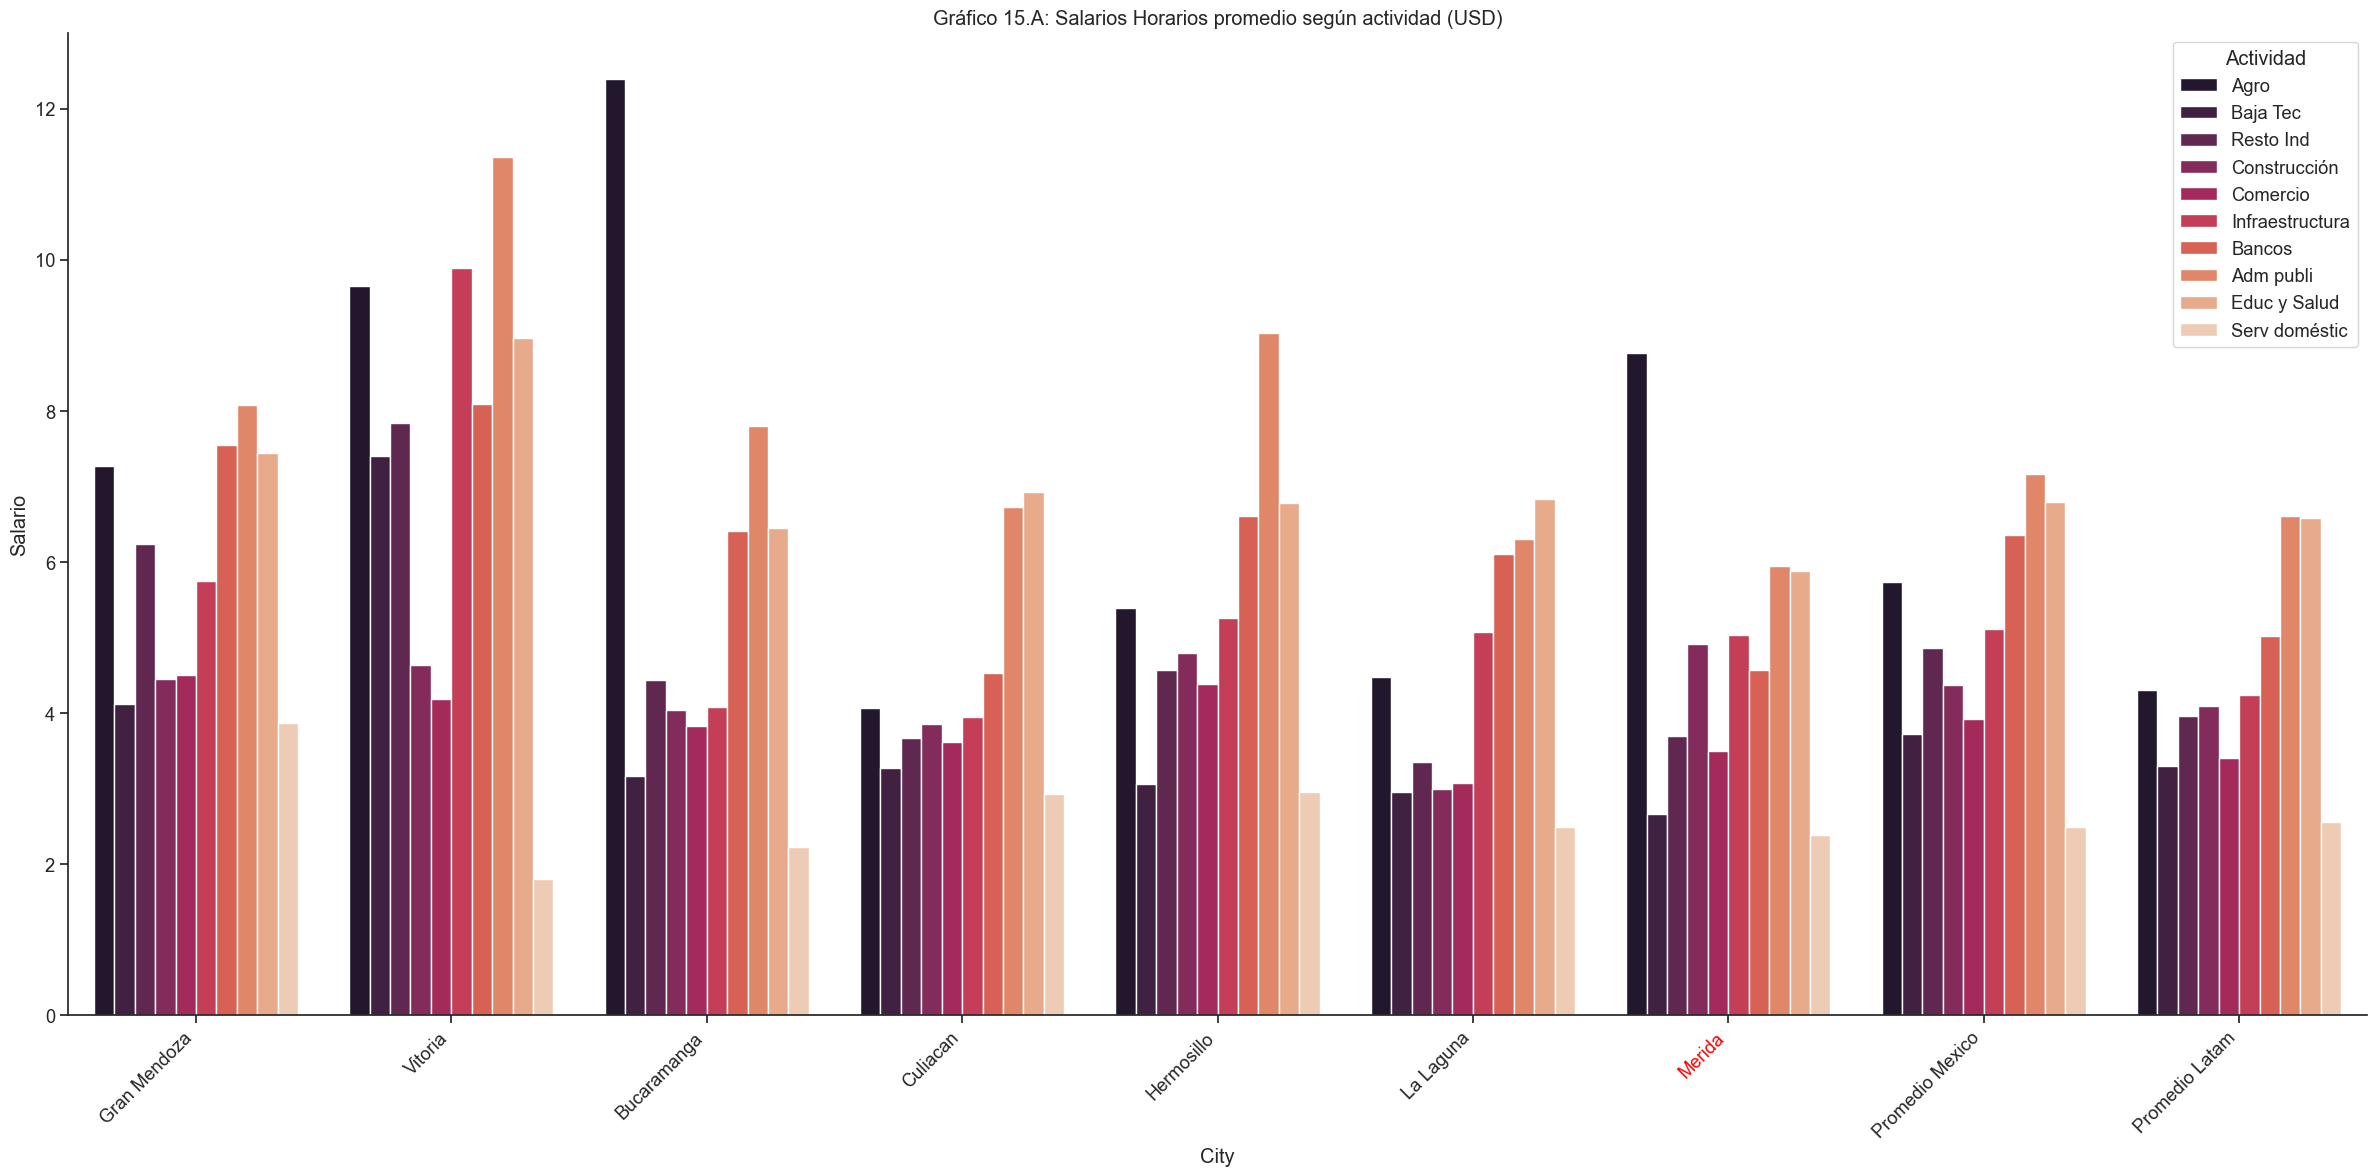 Gráfico 15.A: Salarios Horarios promedio según actividad (USD)
Actividad
Agro
Baja Tec
Resto Ind
Construcción
Comercio
Infraestructura
Bancos
Adm publi
Educ y Salud
Serv doméstic
Salario
12
10
8
6
4
2
0
Gran Mendoza
Vitoria
Bucaramanga
Culiacan
Hermosillo
La Laguna
Merida
Promedio Mexico
Promedio Latam
City